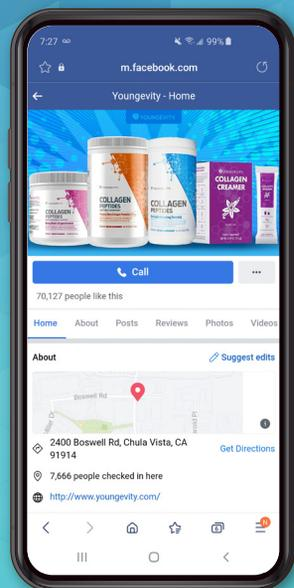 7:27
99%
m.facebook.com
Youngevity - Home
YOUNGEVITY
COLLAGEN
PEPTIDES
COLLAGEN
PEPTIDES
COLLAGEN
PEPTIDES
COLLAGEN
CREAMER
Call
70,127 people like this
Home About Posts Reviews Photos Videos
About
Suggest edits
Boswell Rd
2400 Boswell Rd, Chula Vista, CA
91914
Get Directions
7,666 people checked in here
http://www.youngevity.com/
N